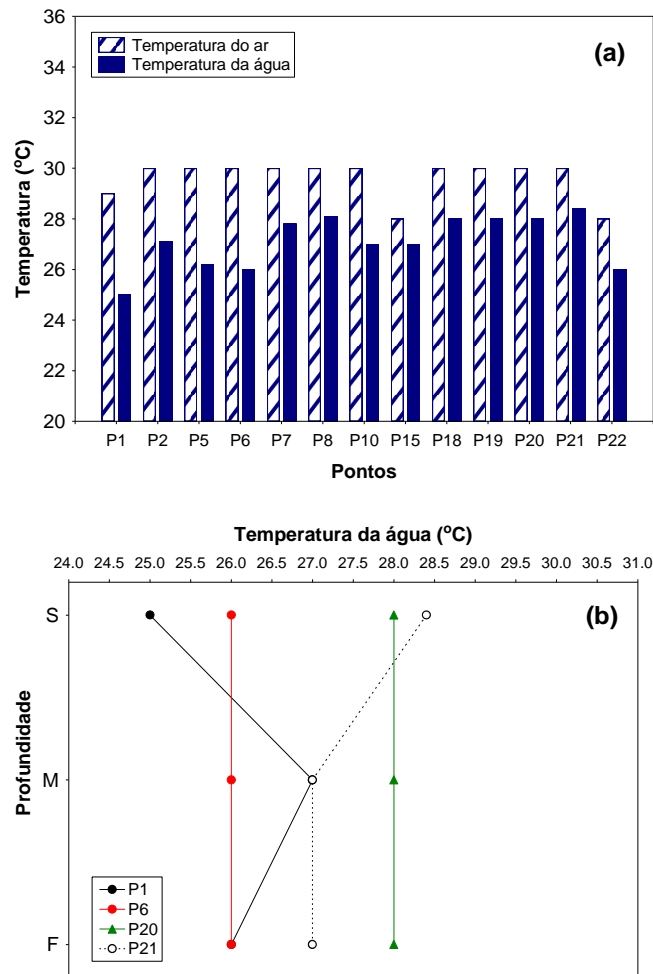 36
34
32
30
28
26
24
22
20
Temperatura (°C)
Temperatura do ar
Temperatura da água
(a)
P1 P2 P5 P6 P7 P8 P10 P15 P18 P19 P20 P21 P22
Pontos
Temperatura da água (°C)
24.0 24.5 25.0 25.5 26.0 26.5 27.0 27.5 28.0 28.5 29.0 29.5 30.0 30.5 31.0
(b)
S
M
F
Profundidade
P1
P6
P20
P21